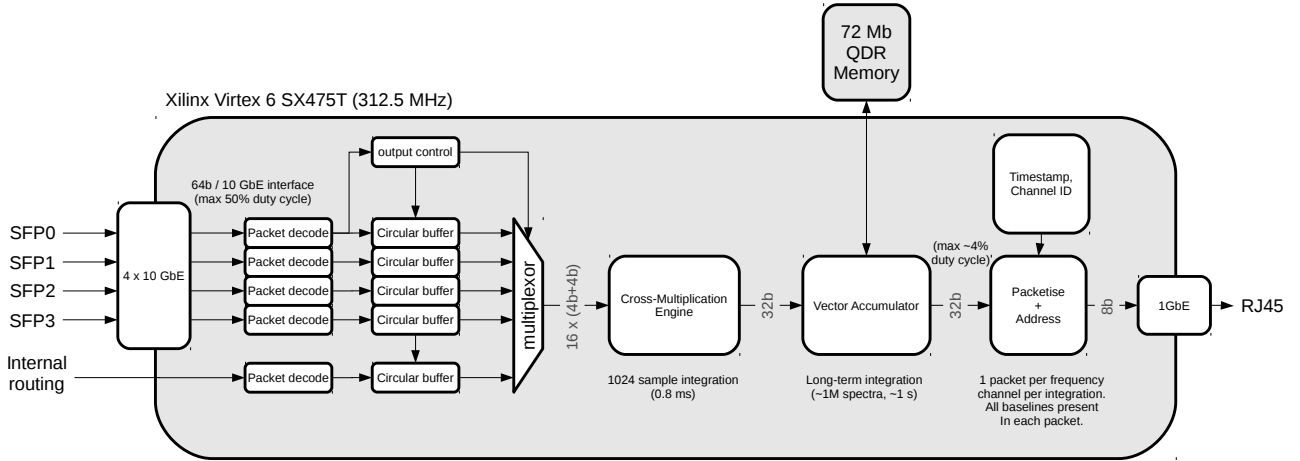 72 Mb
QDR
Memory
Xilinx Virtex 6 SX475T (312.5 MHz)
output control
64b / 10 GbE interface
(max 50% duty cycle)
Timestamp,
Channel ID
SFP0
SFP1
SFP2
SFP3
Internal
routing
4 x 10 GbE
Packet decode
Circular buffer
Packet decode
Circular buffer
Packet decode
Circular buffer
Packet decode
Circular buffer
Packet decode
Circular buffer
multiplexor
16 x (4b+4b)
Cross-Multiplication
Engine
1024 sample integration
(0.8 ms)
32b
Vector Accumulator
Long-term integration
(~1M spectra, ~1 s)
(max ~4%
duty cycle)
32b
Packetise
+
Address
1 packet per frequency
channel per integration.
All baselines present
In each packet.
8b
1GbE
RJ45